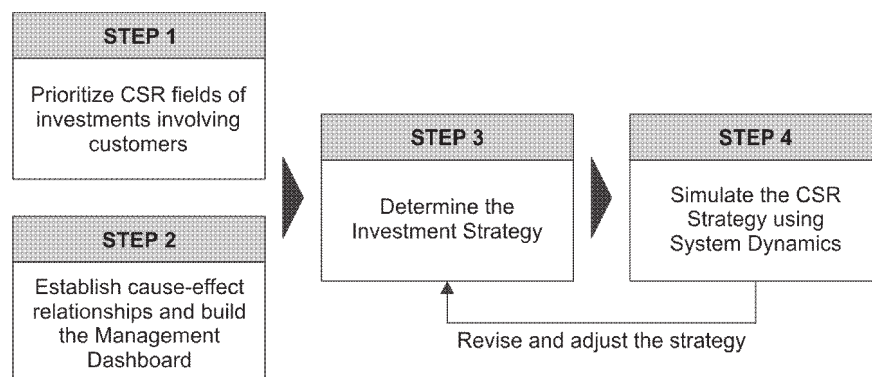 STEP 1
Prioritize CSR fields of
investments involving
customers
STEP 2
Establish cause-effect
relationships and build
the Management
Dashboard
STEP 3
Determine the
Investment Strategy
STEP 4
Simulate the CSR
Strategy using
System Dynamics
Revise and adjust the strategy